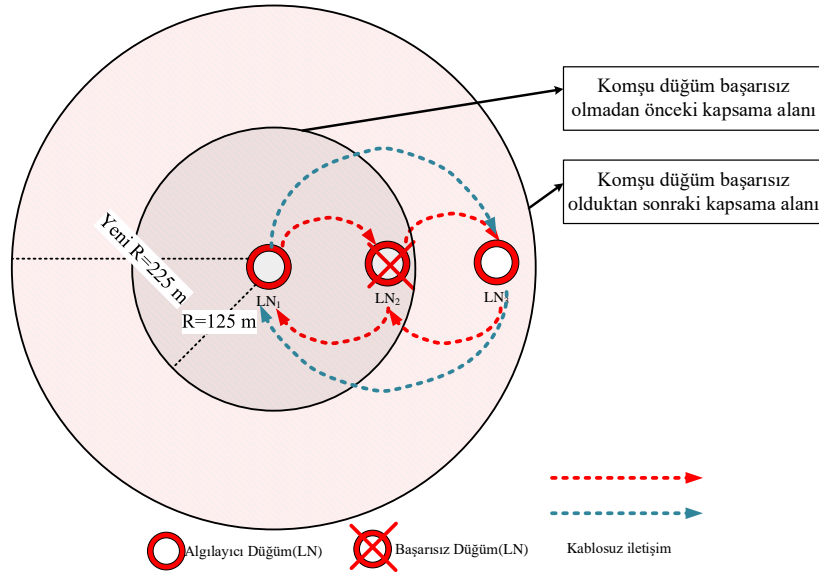 Komşu düğüm başarısız
olmadan önceki kapsama alanı
Komşu düğüm başarısız
olduktan sonraki kapsama alanı
Yeni R=225 m
R=125 m
LN₁
LN₂
LN₃
Algılayıcı Düğüm(LN)
Başarısız Düğüm(LN)
Kablosuz iletişim